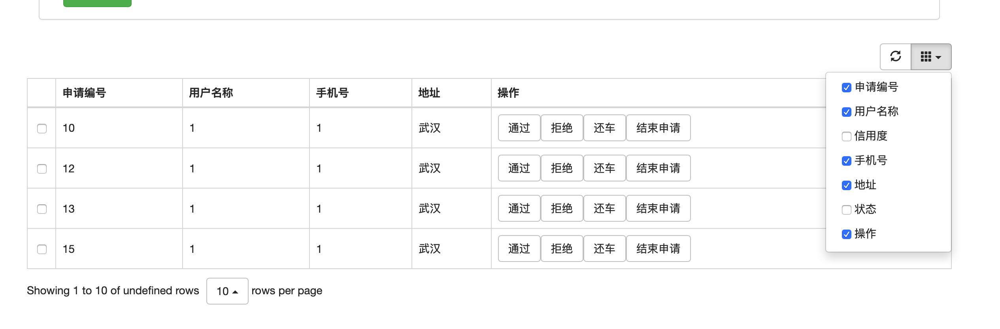 申请编号 用户名称 手机号 地址 操作
10 1 1 武汉 通过 拒绝 还车 结束申请
12 1 1 武汉 通过 拒绝 还车 结束申请
13 1 1 武汉 通过 拒绝 还车 结束申请
15 1 1 武汉 通过 拒绝 还车 结束申请
申请编号
用户名称
信用度
手机号
地址
状态
操作
Showing 1 to 10 of undefined rows 10 rows per page